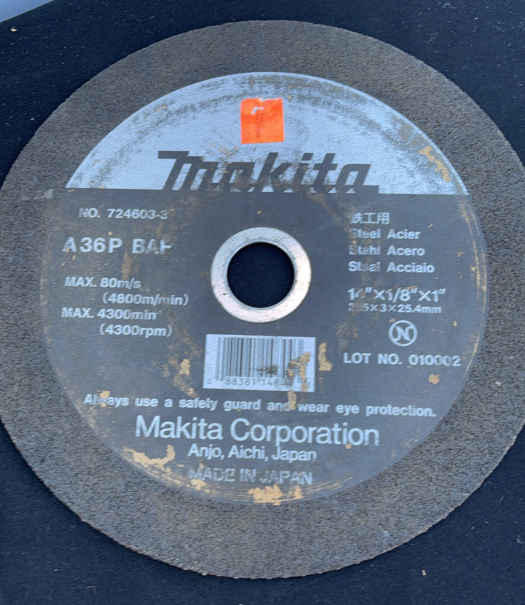 makita
NO. 724603-3
A36P BAF
MAX. 80m/s
(4800m/min)
MAX. 4300min
(4300rpm)
鉄工用
Steel Acier
Stahl Acero
Staal Acciaio
14"×1/8"×1"
355×3×25.4mm
N
LOT NO. 010002
Always use a safety guard and wear eye protection.
Makita Corporation
Anjo, Aichi, Japan
MADE IN JAPAN